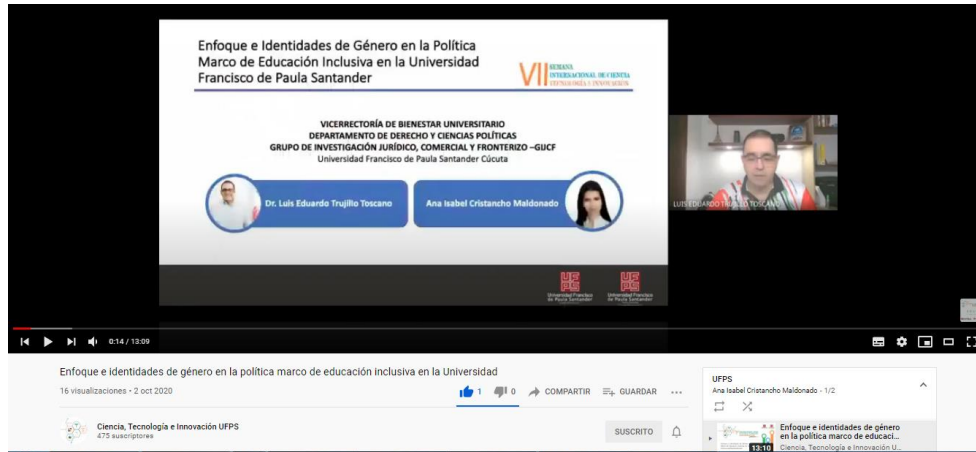 Enfoque e Identidades de Género en la Política
Marco de Educación Inclusiva en la Universidad
Francisco de Paula Santander
VII SEMANA
INTERNACIONAL DE CIENCIA
TECNOLOGÍA E INNOVACIÓN
VICERRECTORÍA DE BIENESTAR UNIVERSITARIO
DEPARTAMENTO DE DERECHO Y CIENCIAS POLÍTICAS
GRUPO DE INVESTIGACIÓN JURÍDICO, COMERCIAL Y FRONTERIZO –GIJCF
Universidad Francisco de Paula Santander Cúcuta
Dr. Luis Eduardo Trujillo Toscano
Ana Isabel Cristancho Maldonado
LUIS EDUARDO TRUJILLO TOSCANO
UFPS
Universidad Francisco
de Paula Santander
UFPS
Universidad Francisco
de Paula Santander
0:14 / 13:09
Enfoque e identidades de género en la política marco de educación inclusiva en la Universidad
16 visualizaciones • 2 oct 2020
1
0
COMPARTIR
GUARDAR
Ciencia, Tecnología e Innovación UFPS
475 suscriptores
SUSCRITO
UFPS
Ana Isabel Cristancho Maldonado - 1/2
13:10
Enfoque e identidades de género
en la política marco de educaci...
Ciencia, Tecnología e Innovación U...